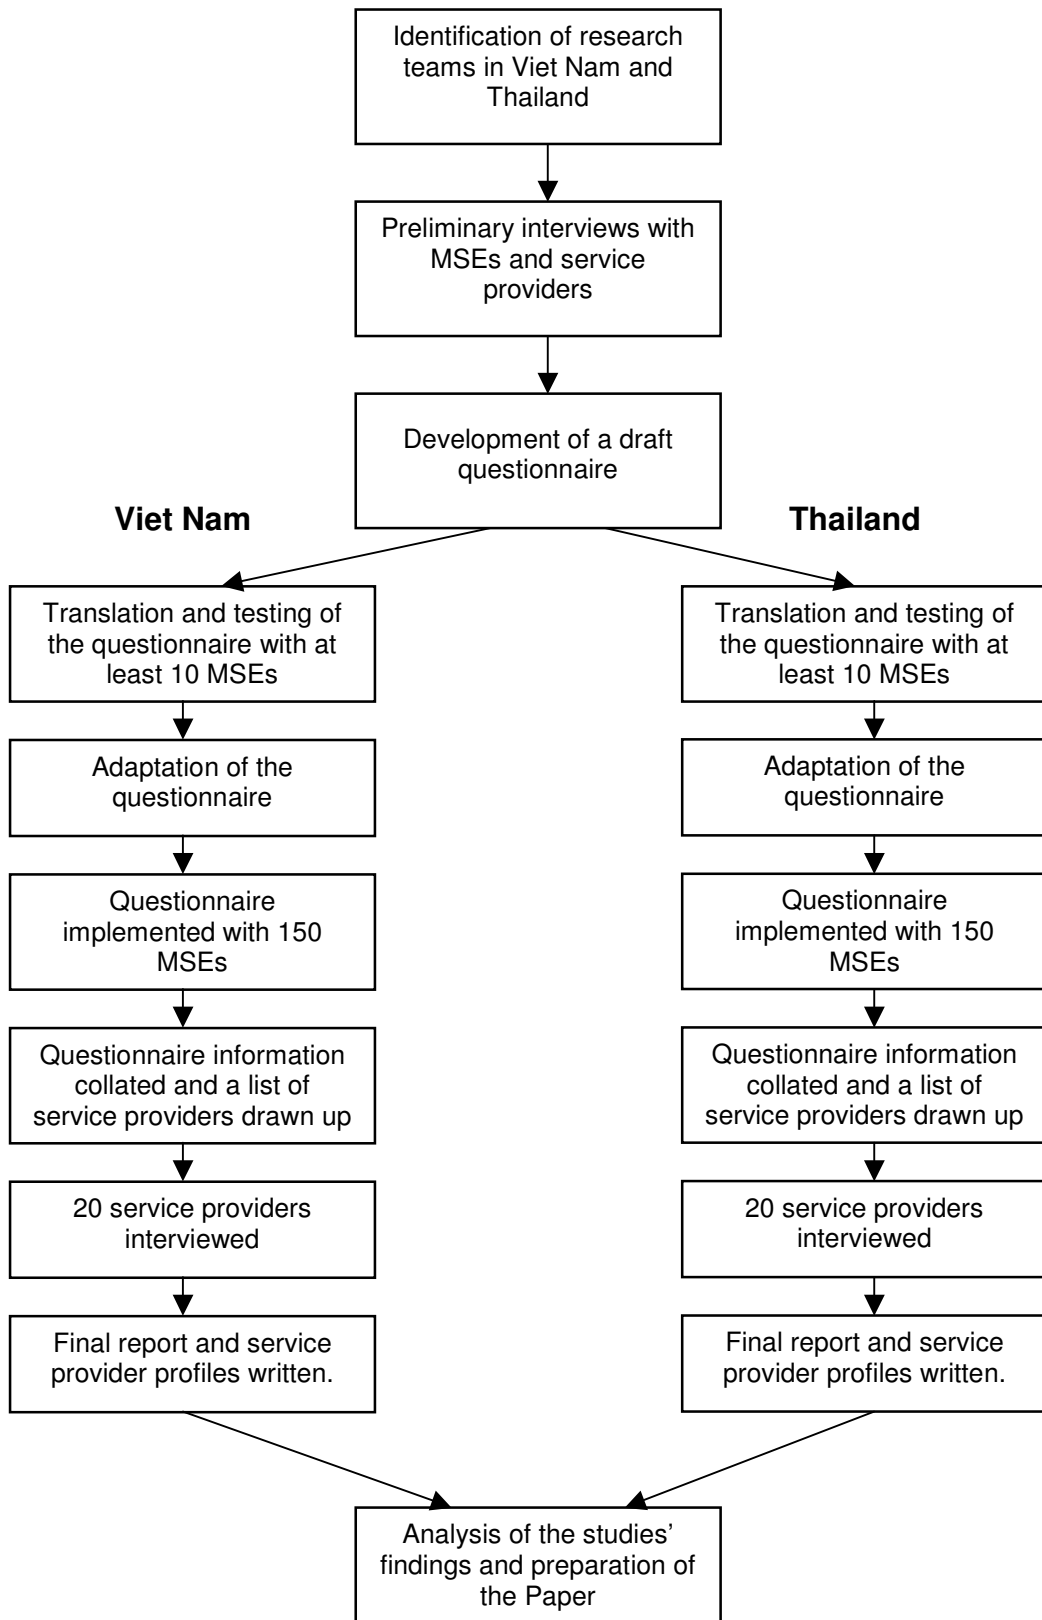 Identification of research
teams in Viet Nam and
Thailand
Preliminary interviews with
MSEs and service
providers
Development of a draft
questionnaire
Viet Nam
Translation and testing of
the questionnaire with at
least 10 MSEs
Adaptation of the
questionnaire
Questionnaire
implemented with 150
MSEs
Questionnaire information
collated and a list of
service providers drawn up
20 service providers
interviewed
Final report and service
provider profiles written.
Thailand
Translation and testing of
the questionnaire with at
least 10 MSEs
Adaptation of the
questionnaire
Questionnaire
implemented with 150
MSEs
Questionnaire information
collated and a list of
service providers drawn up
20 service providers
interviewed
Final report and service
provider profiles written.
Analysis of the studies’
findings and preparation of
the Paper